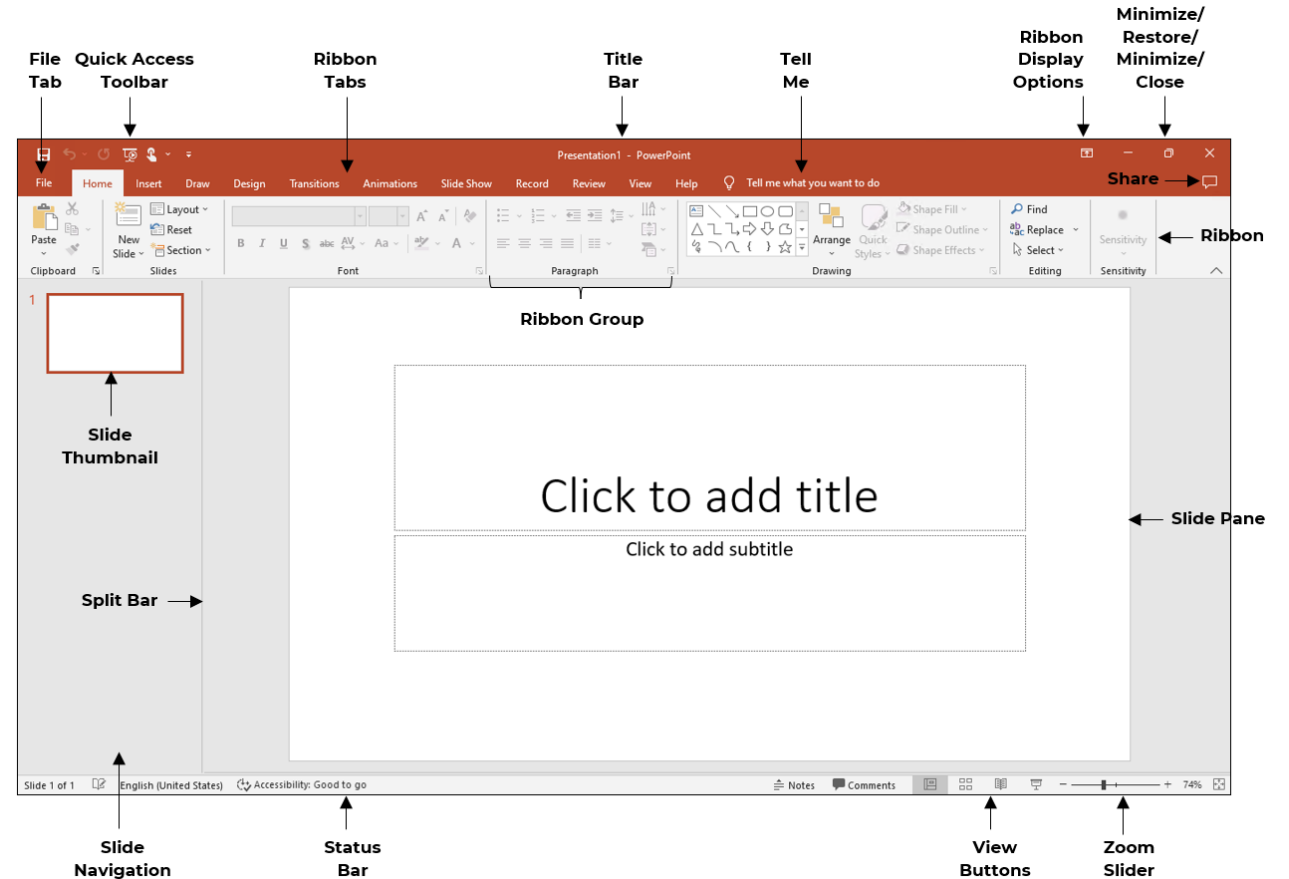 Minimize/
Restore/
Minimize/
Close
Ribbon
Display
Options
File
Tab
Quick Access
Toolbar
Ribbon
Tabs
Title
Bar
Tell
Me
Presentation1 - PowerPoint
File Home Insert Draw Design Transitions Animations Slide Show Record Review View Help Tell me what you want to do
Share
Paste
Clipboard
New
Slide
Layout
Reset
Section
Slides
B I U S abc AV Aa A
Font
Paragraph
Arrange
Quick
Styles
Shape Fill
Shape Outline
Shape Effects
Drawing
Find
Replace
Select
Editing
Sensitivity
Sensitivity
Ribbon
1
Ribbon Group
Slide
Thumbnail
Click to add title
Click to add subtitle
Slide Pane
Split Bar
Slide 1 of 1 English (United States) Accessibility: Good to go Notes Comments 74%
Slide
Navigation
Status
Bar
View
Buttons
Zoom
Slider